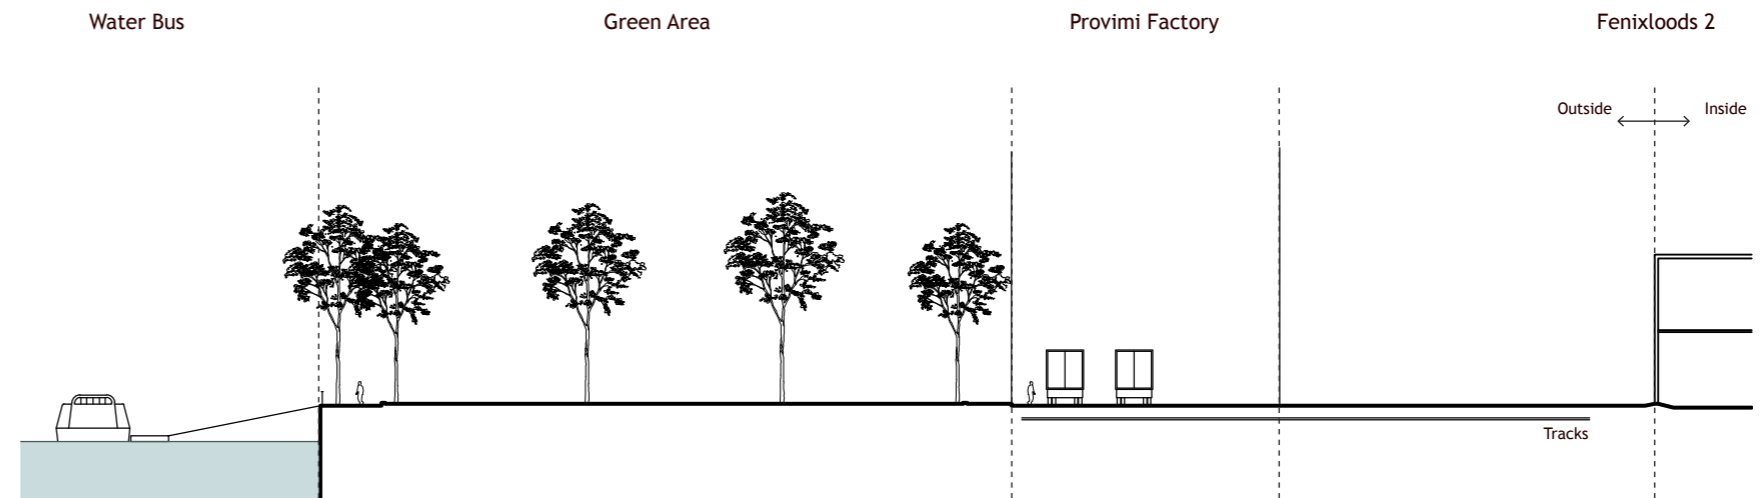 Water Bus
Green Area
Provimi Factory
Fenixloods 2
Outside
Inside
Tracks